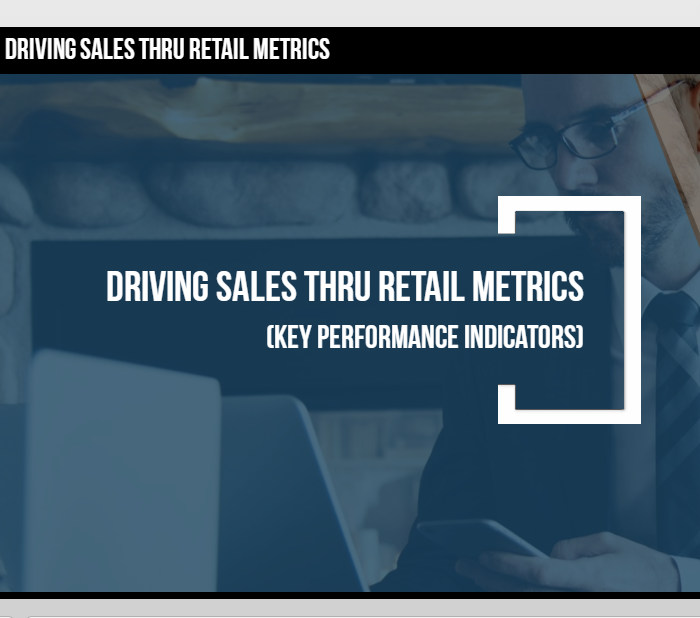 DRIVING SALES THRU RETAIL METRICS
DRIVING SALES THRU RETAIL METRICS
(KEY PERFORMANCE INDICATORS)